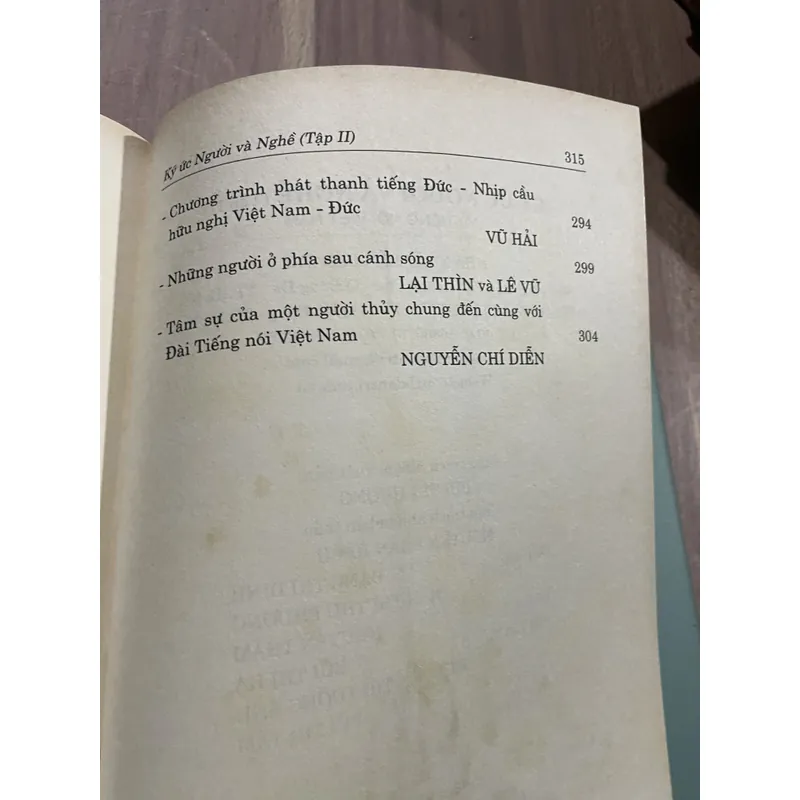 Ký ức Người và Nghề (Tập II) 315
- Chương trình phát thanh tiếng Đức - Nhịp cầu
hữu nghị Việt Nam - Đức 294
VŨ HẢI
- Những người ở phía sau cánh sóng 299
LẠI THÌN và LÊ VŨ
- Tâm sự của một người thủy chung đến cùng với
Đài Tiếng nói Việt Nam 304
NGUYỄN CHÍ DIỄN